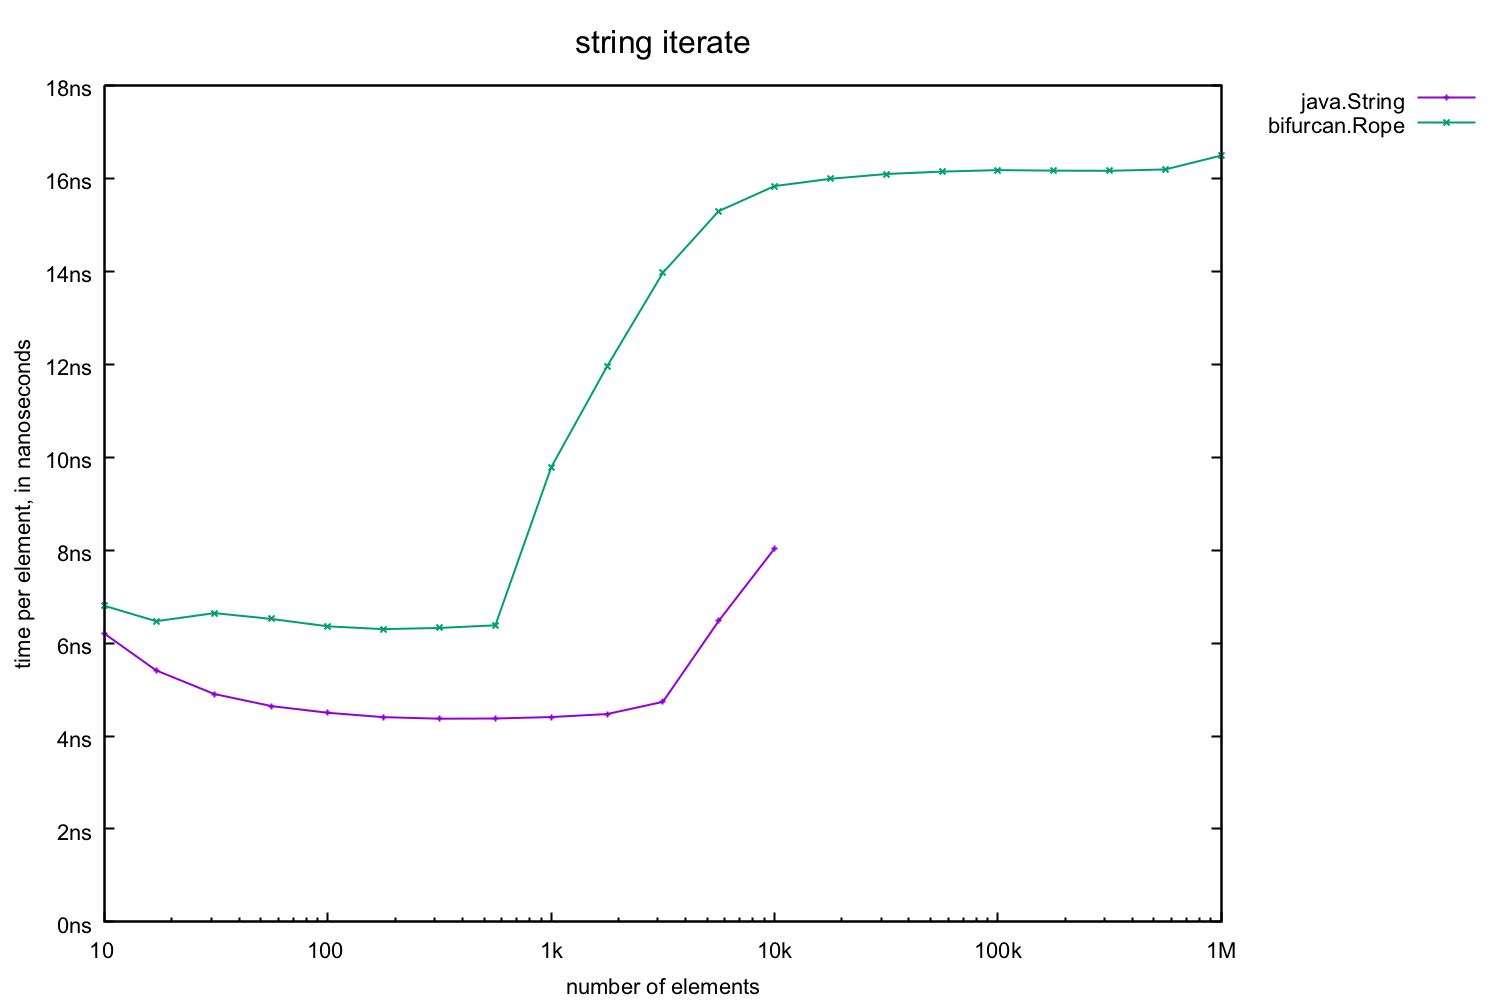 string iterate
java.String
bifurcan.Rope
18ns
16ns
14ns
12ns
10ns
8ns
6ns
4ns
2ns
0ns
time per element, in nanoseconds
10 100 1k 10k 100k 1M
number of elements